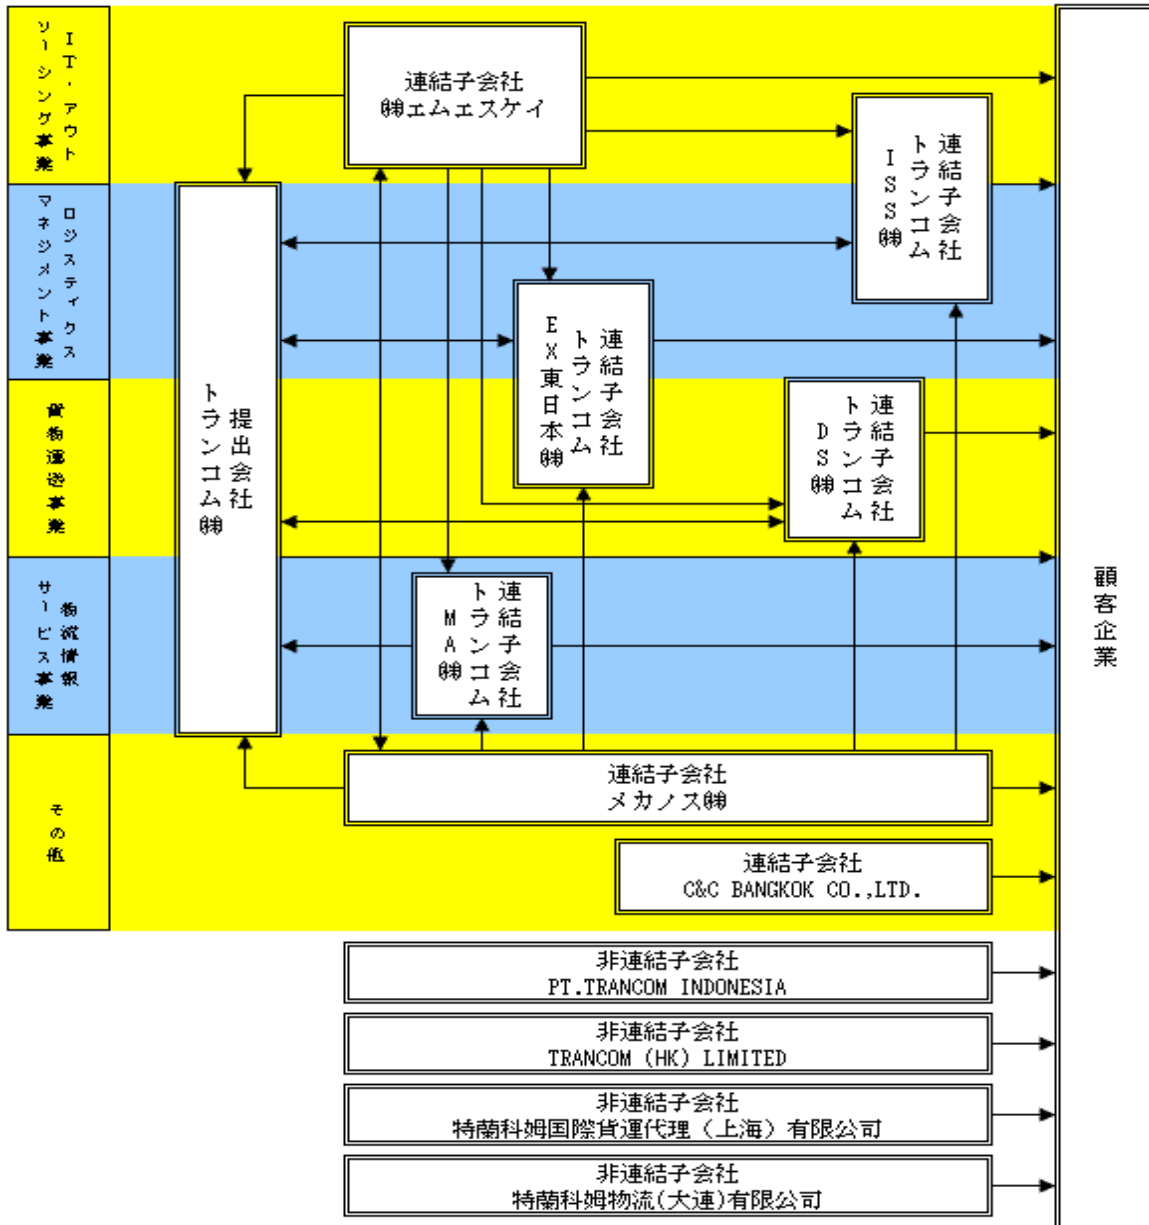 IT・アウト
ソーシング事業
連結子会社
㈱エムエスケイ
連結子会社
トランコム
ISS㈱
ロジスティクス
マネジメント事業
提出会社
トランコム㈱
連結子会社
トランコム
EX東日本㈱
貨物運送事業
連結子会社
トランコム
DS㈱
物流情報
サービス事業
連結子会社
トランコム
MA㈱
顧客企業
その他
連結子会社
メカノス㈱
連結子会社
C&C BANGKOK CO.,LTD.
非連結子会社
PT.TRANCOM INDONESIA
非連結子会社
TRANCOM (HK) LIMITED
非連結子会社
特蘭科姆国際貨運代理（上海）有限公司
非連結子会社
特蘭科姆物流(大連)有限公司